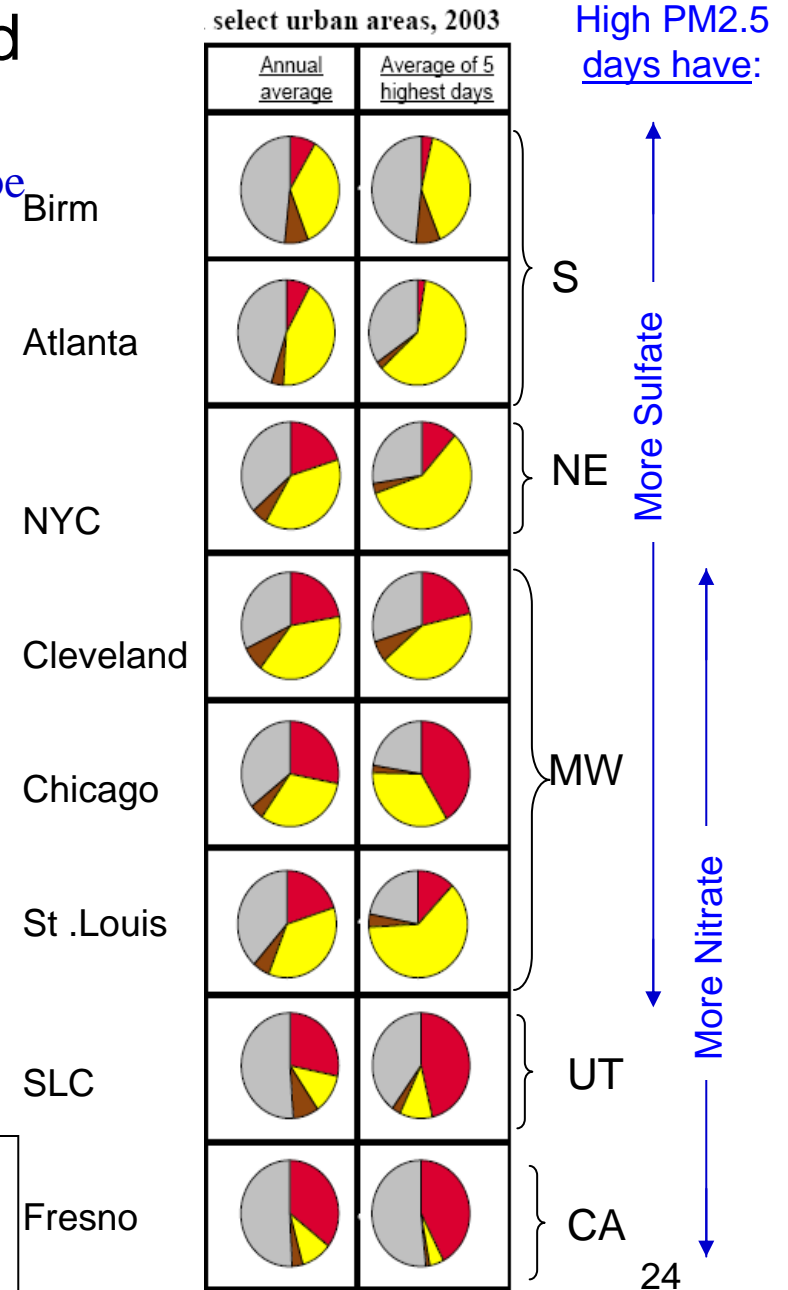 d
. select urban areas, 2003
High PM2.5
days have:
Annual
average
Average of 5
highest days
be
Birm
S
Atlanta
More Sulfate
NYC
NE
Cleveland
Chicago
MW
St .Louis
More Nitrate
SLC
UT
Fresno
CA
24